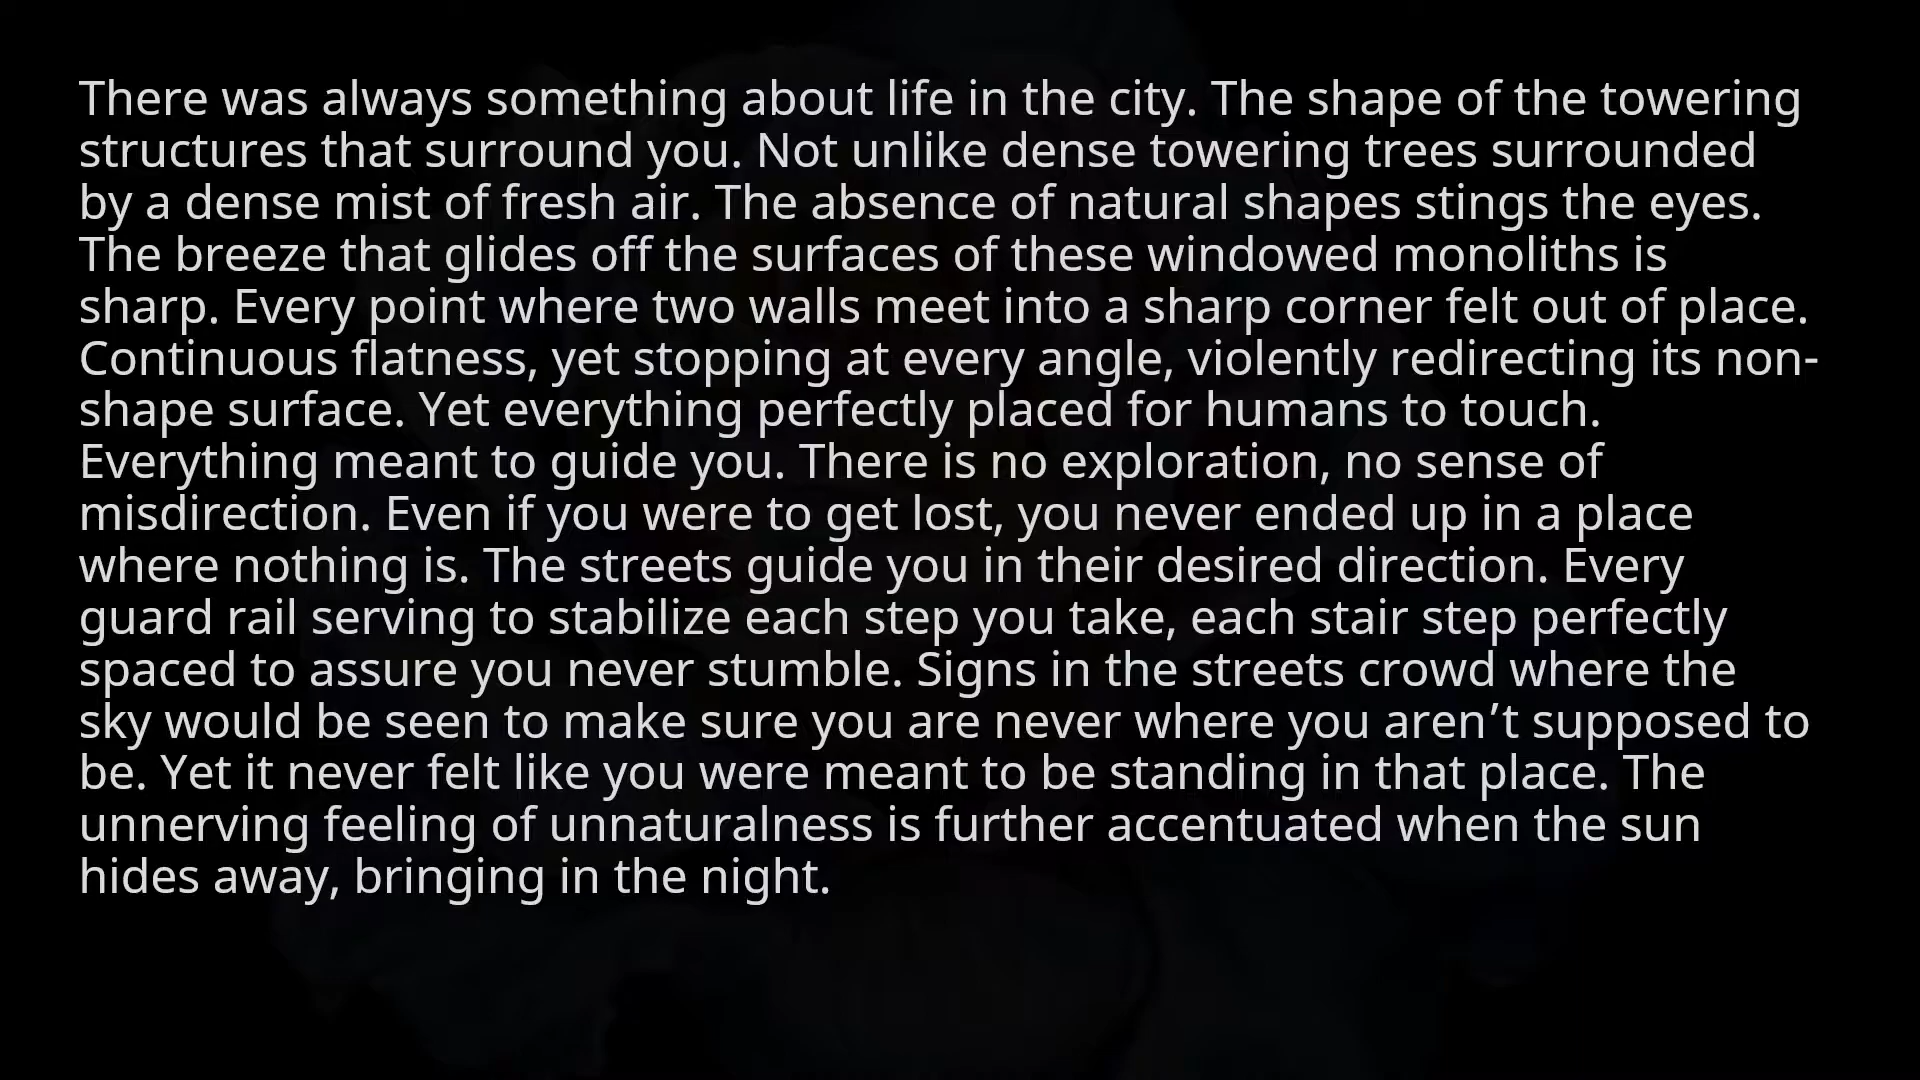 There was always something about life in the city. The shape of the towering
structures that surround you. Not unlike dense towering trees surrounded
by a dense mist of fresh air. The absence of natural shapes stings the eyes.
The breeze that glides off the surfaces of these windowed monoliths is
sharp. Every point where two walls meet into a sharp corner felt out of place.
Continuous flatness, yet stopping at every angle, violently redirecting its non-
shape surface. Yet everything perfectly placed for humans to touch.
Everything meant to guide you. There is no exploration, no sense of
misdirection. Even if you were to get lost, you never ended up in a place
where nothing is. The streets guide you in their desired direction. Every
guard rail serving to stabilize each step you take, each stair step perfectly
spaced to assure you never stumble. Signs in the streets crowd where the
sky would be seen to make sure you are never where you aren’t supposed to
be. Yet it never felt like you were meant to be standing in that place. The
unnerving feeling of unnaturalness is further accentuated when the sun
hides away, bringing in the night.